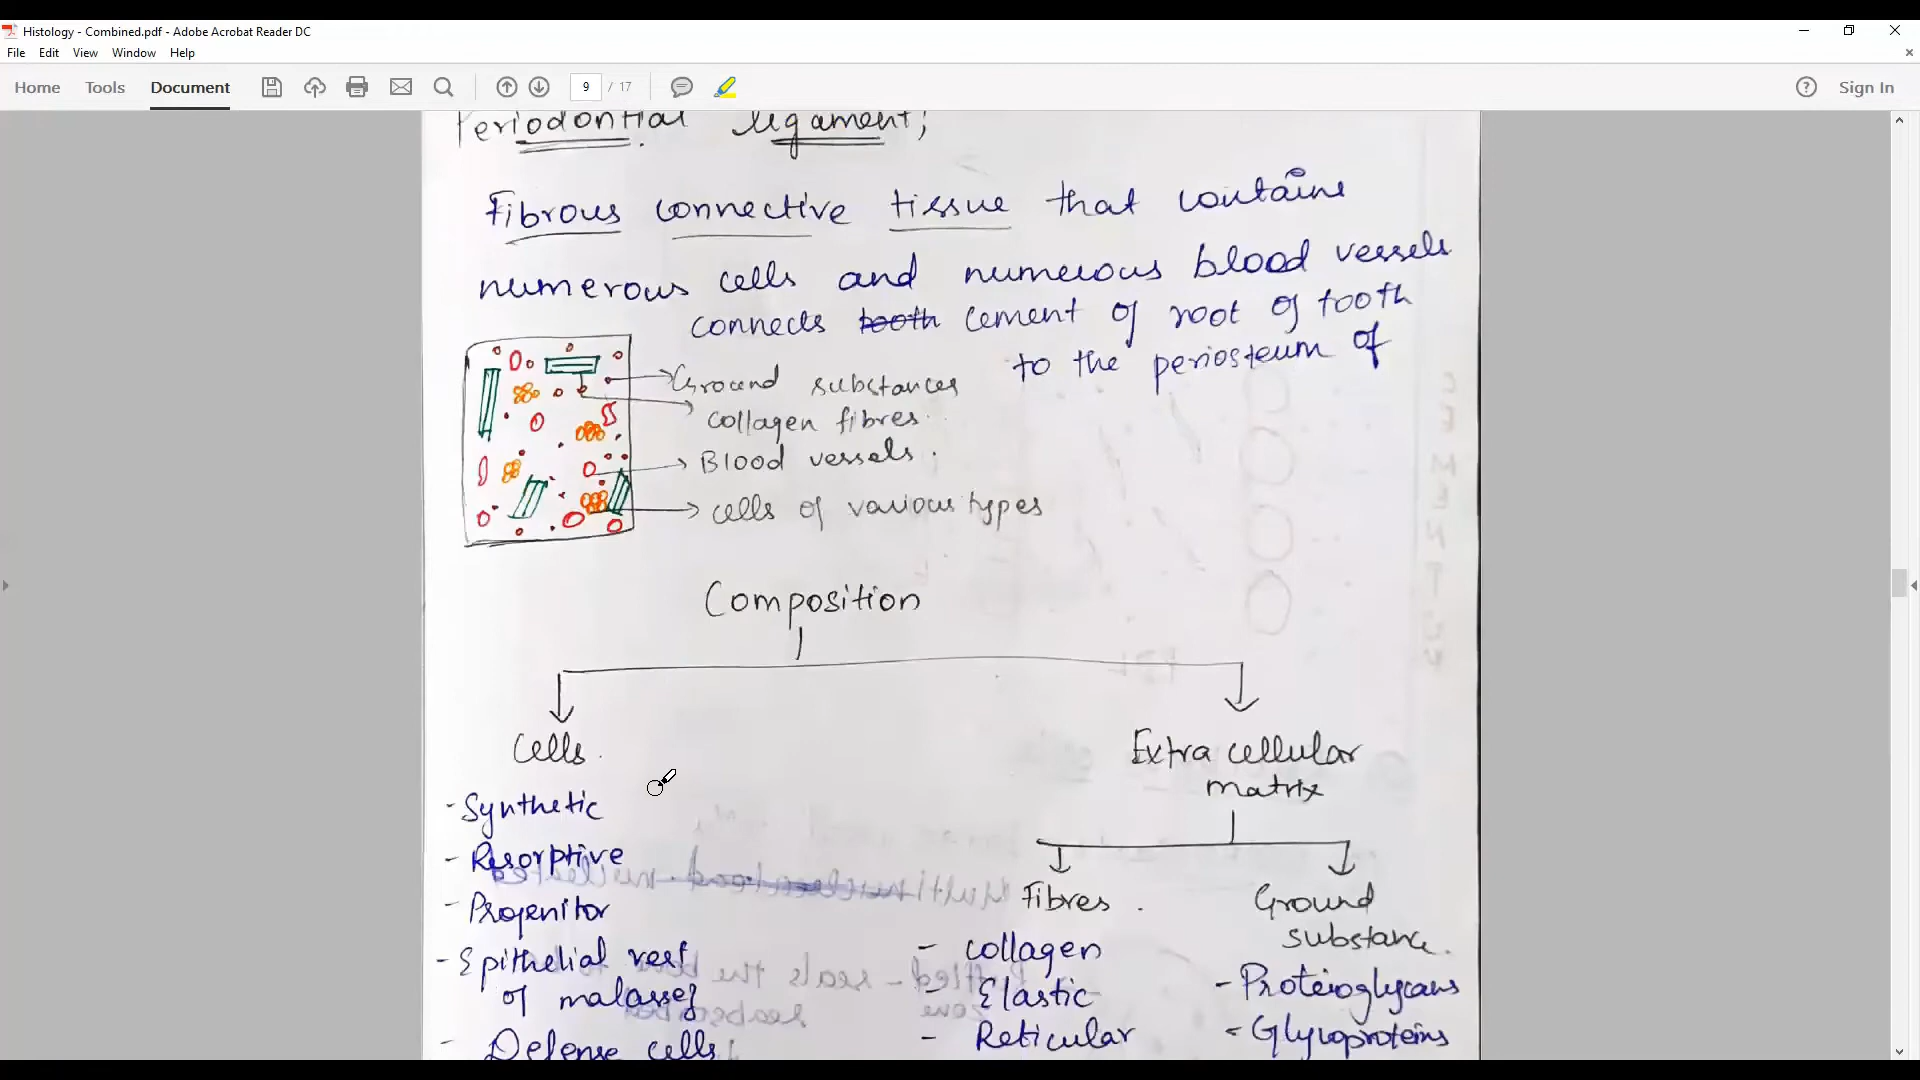 Histology - Combined.pdf - Adobe Acrobat Reader DC
File Edit View Window Help
Home Tools Document 9 / 17 Sign In
Periodontial ligament;
Fibrous connective tissue that contains
numerous cells and numerous blood vessels
connects tooth cement of root of tooth
to the periosteum of
Ground substances
collagen fibres
Blood vessels.
cells of various types
Composition
Cells.
Extra cellular
matrix
- Synthetic
- Resorptive
- Progenitor
- Epithelial rest
of malassez
- Defense cells
Fibres.
- collagen
- Elastic
- Reticular
Ground
substance.
- Proteioglycans
- Glycoproteins